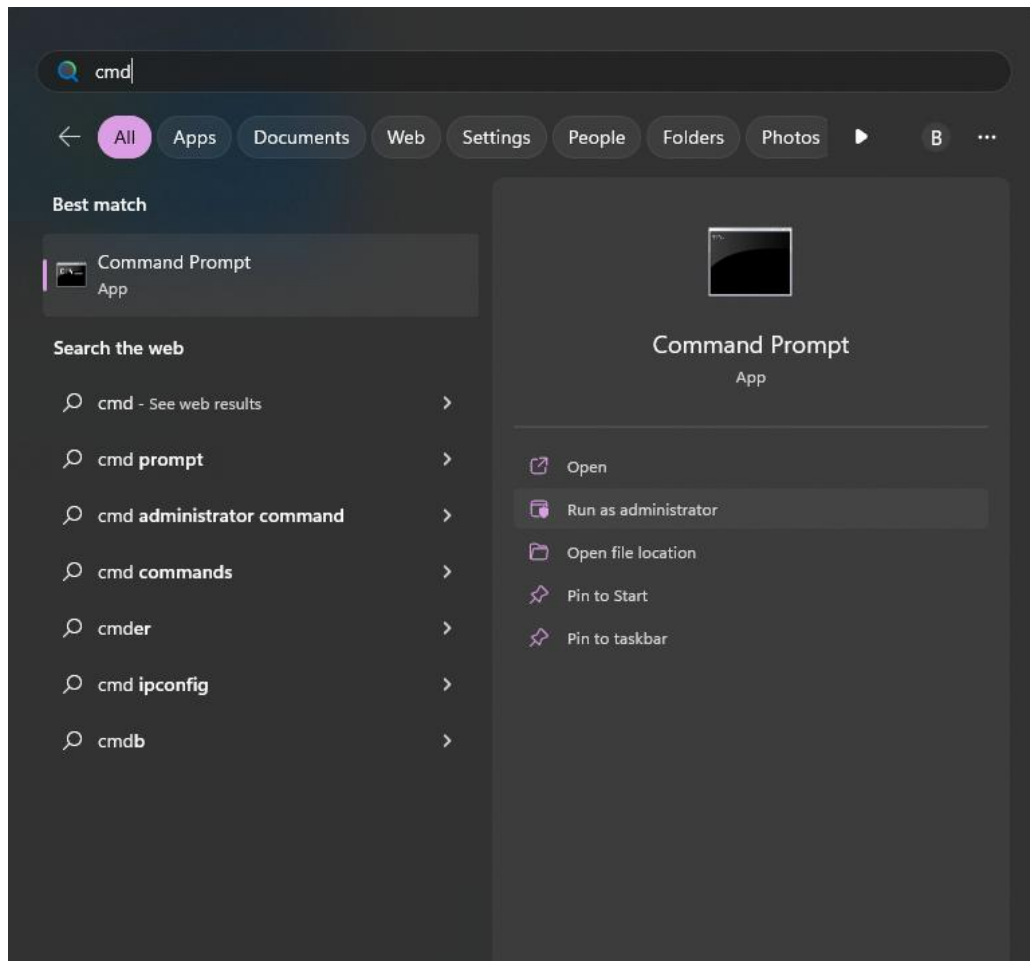 cmd
All Apps Documents Web Settings People Folders Photos B ...
Best match
Command Prompt
App
Search the web
cmd - See web results
cmd prompt
cmd administrator command
cmd commands
cmder
cmd ipconfig
cmdb
Command Prompt
App
Open
Run as administrator
Open file location
Pin to Start
Pin to taskbar